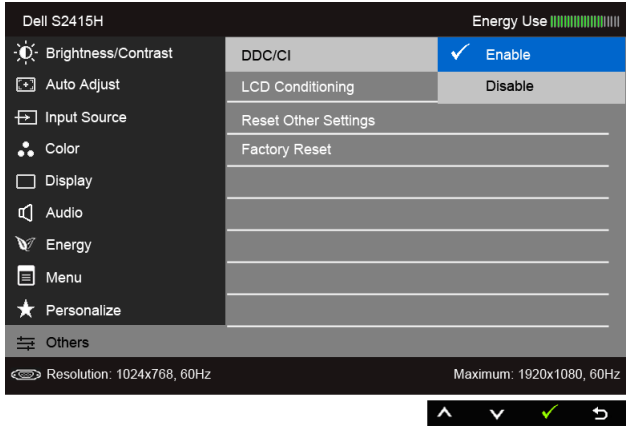 Dell S2415H Energy Use
Brightness/Contrast DDC/CI Enable
Auto Adjust LCD Conditioning Disable
Input Source Reset Other Settings
Color Factory Reset
Display
Audio
Energy
Menu
Personalize
Others
Resolution: 1024x768, 60Hz Maximum: 1920x1080, 60Hz